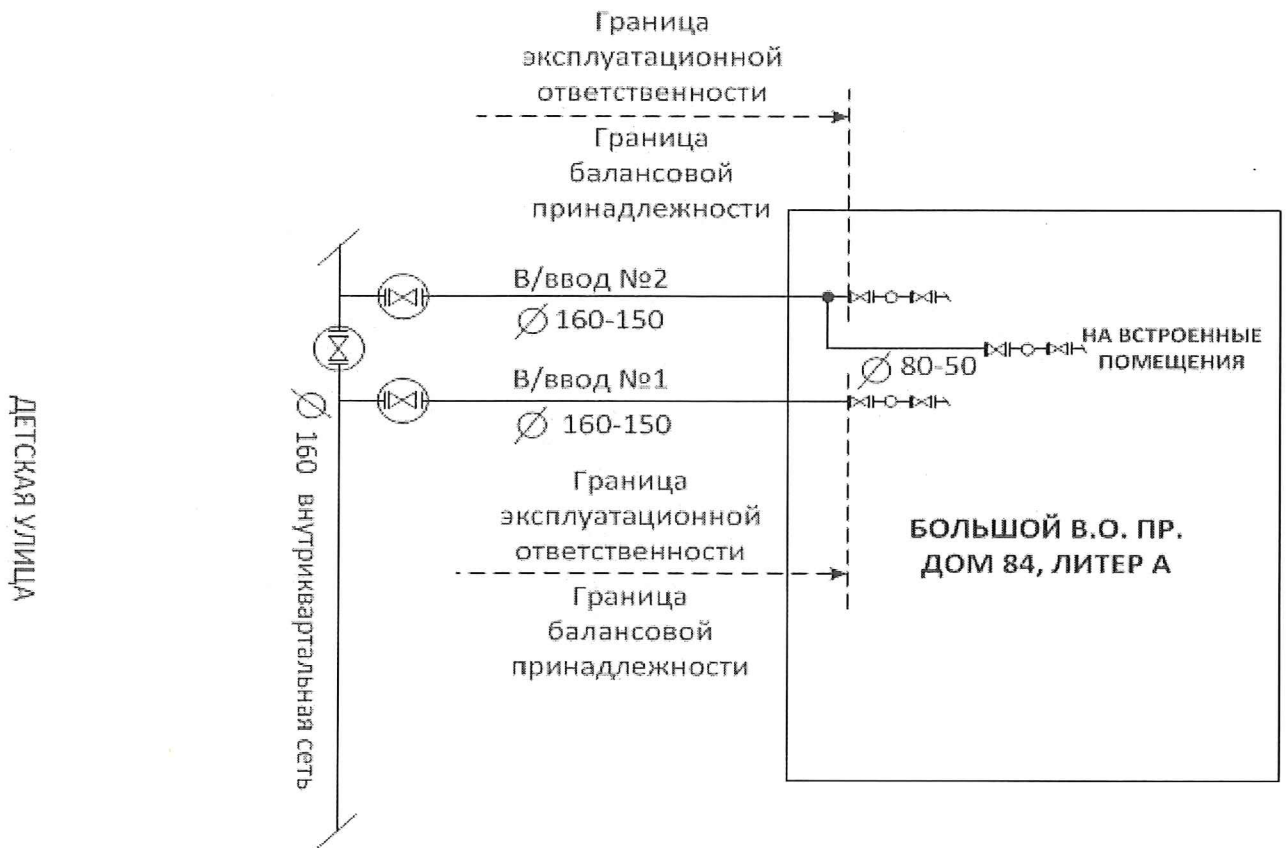 Граница
эксплуатационной
ответственности
Граница
балансовой
принадлежности
В/ввод №2
Ø 160-150
НА ВСТРОЕННЫЕ
ПОМЕЩЕНИЯ
Ø 80-50
В/ввод №1
Ø 160-150
Граница
эксплуатационной
ответственности
Граница
балансовой
принадлежности
БОЛЬШОЙ В.О. ПР.
ДОМ 84, ЛИТЕР А
Ø 160 внутриквартальная сеть
ДЕТСКАЯ УЛИЦА